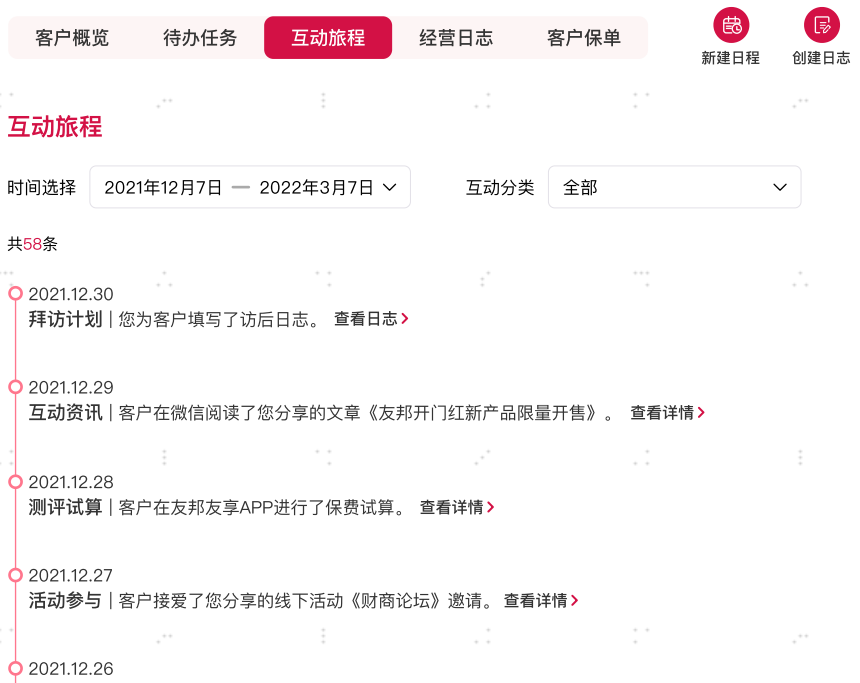 客户概览 待办任务 互动旅程 经营日志 客户保单
新建日程 创建日志
互动旅程
时间选择 2021年12月7日 — 2022年3月7日 互动分类 全部
共58条
2021.12.30
拜访计划 | 您为客户填写了访后日志。 查看日志
2021.12.29
互动资讯 | 客户在微信阅读了您分享的文章《友邦开门红新产品限量开售》。 查看详情
2021.12.28
测评试算 | 客户在友邦友享APP进行了保费试算。 查看详情
2021.12.27
活动参与 | 客户接爱了您分享的线下活动《财商论坛》邀请。 查看详情
2021.12.26